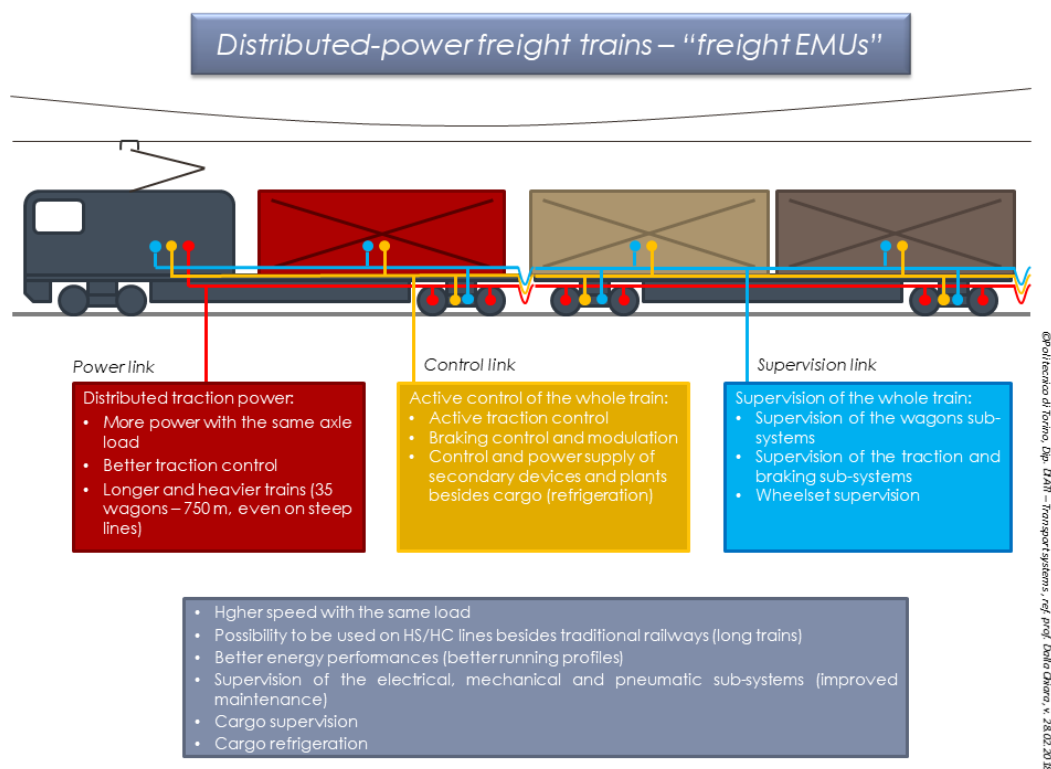 Distributed-power freight trains – “freight EMUs”
Power link
Control link
Supervision link
Distributed traction power:
• More power with the same axle
load
• Better traction control
• Longer and heavier trains (35
wagons – 750 m, even on steep
lines)
Active control of the whole train:
• Active traction control
• Braking control and modulation
• Control and power supply of
secondary devices and plants
besides cargo (refrigeration)
Supervision of the whole train:
• Supervision of the wagons sub-
systems
• Supervision of the traction and
braking sub-systems
• Wheelset supervision
• Hgher speed with the same load
• Possibility to be used on HS/HC lines besides traditional railways (long trains)
• Better energy performances (better running profiles)
• Supervision of the electrical, mechanical and pneumatic sub-systems (improved
maintenance)
• Cargo supervision
• Cargo refrigeration
©Politecnico di Torino, Dip. DIATI – Transport systems, ref. prof. Dalla Chiara, v. 28.02.2018